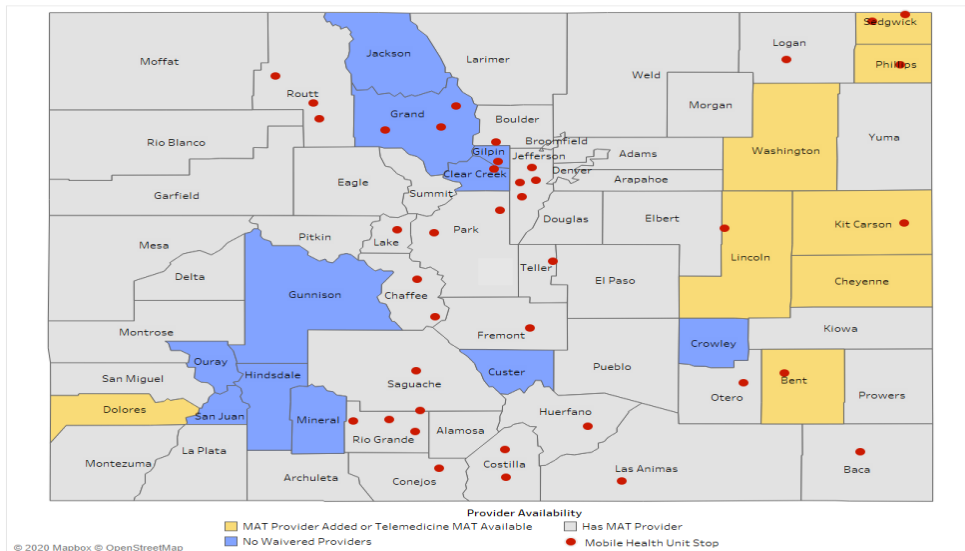 Sedgwick
Jackson
Logan
Moffat
Larimer
Phillips
Weld
Routt
Morgan
Grand
Boulder
Yuma
Rio Blanco
Broomfield
Washington
Gilpin
Jefferson
Adams
Denver
Clear Creek
Arapahoe
Eagle
Summit
Garfield
Elbert
Douglas
Kit Carson
Park
Pitkin
Lake
Mesa
Lincoln
Teller
Delta
El Paso
Cheyenne
Gunnison
Chaffee
Kiowa
Montrose
Fremont
Crowley
Ouray
Pueblo
Custer
Hindsdale
San Miguel
Bent
Saguache
Prowers
Otero
Dolores
Huerfano
San Juan
Mineral
Alamosa
Rio Grande
La Plata
Montezuma
Costilla
Las Animas
Baca
Archuleta
Conejos
Provider Availability
MAT Provider Added or Telemedicine MAT Available
Has MAT Provider
No Waivered Providers
Mobile Health Unit Stop
© 2020 Mapbox © OpenStreetMap